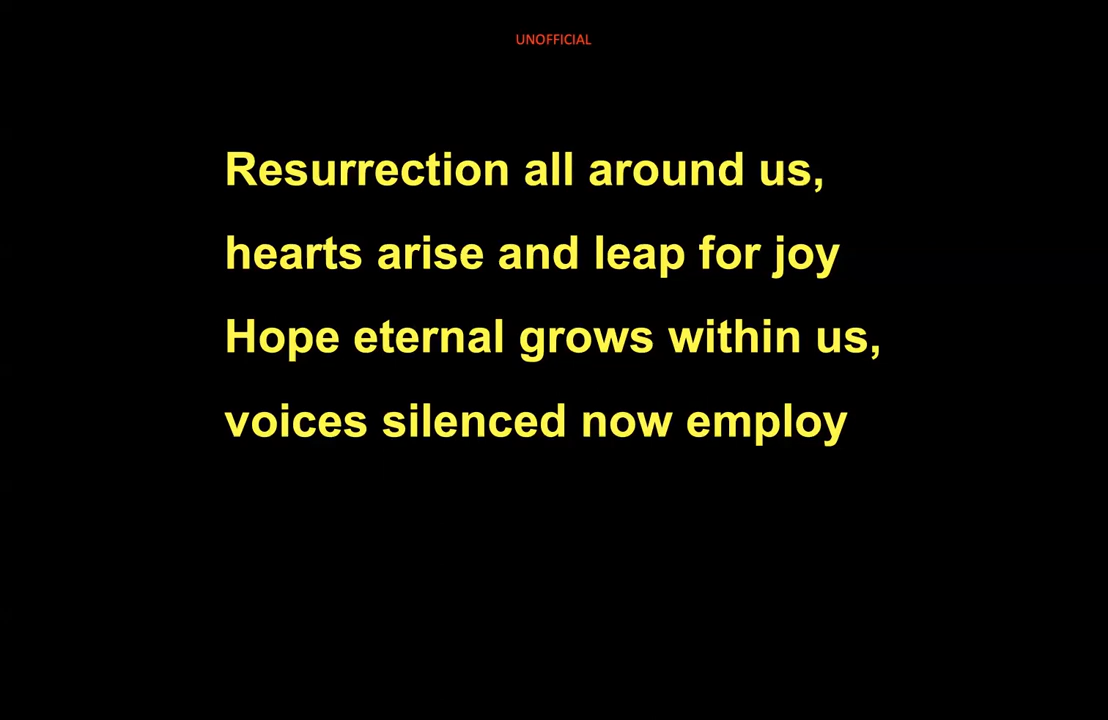 UNOFFICIAL
Resurrection all around us,
hearts arise and leap for joy
Hope eternal grows within us,
voices silenced now employ